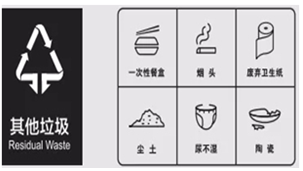 其他垃圾
Residual Waste
一次性餐盒
烟头
废弃卫生纸
尘土
尿不湿
陶瓷